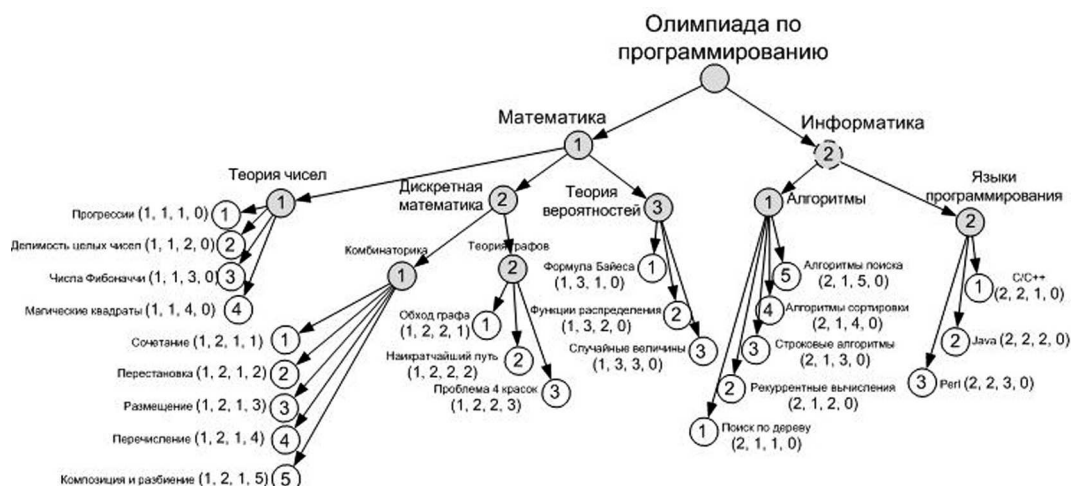 Олимпиада по
программированию
Математика
1
Информатика
2
Теория чисел
1
Дискретная
математика
2
Теория
вероятностей
3
1
Алгоритмы
Языки
программирования
2
Прогрессии (1, 1, 1, 0)
1
Делимость целых чисел (1, 1, 2, 0)
2
Числа Фибоначчи (1, 1, 3, 0)
3
Магические квадраты (1, 1, 4, 0)
4
Комбинаторика
1
Теория графов
2
Сочетание (1, 2, 1, 1)
1
Перестановка (1, 2, 1, 2)
2
Размещение (1, 2, 1, 3)
3
Перечисление (1, 2, 1, 4)
4
Композиция и разбиение (1, 2, 1, 5)
5
Обход графа
(1, 2, 2, 1)
1
Наикратчайший путь
(1, 2, 2, 2)
2
Проблема 4 красок
(1, 2, 2, 3)
3
Формула Байеса
(1, 3, 1, 0)
1
Функции распределения
(1, 3, 2, 0)
2
Случайные величины
(1, 3, 3, 0)
3
5
Алгоритмы поиска
(2, 1, 5, 0)
4
Алгоритмы сортировки
(2, 1, 4, 0)
3
Строковые алгоритмы
(2, 1, 3, 0)
2
Рекуррентные вычисления
(2, 1, 2, 0)
1
Поиск по дереву
(2, 1, 1, 0)
1
C/C++
(2, 2, 1, 0)
2
Java (2, 2, 2, 0)
3
Perl (2, 2, 3, 0)